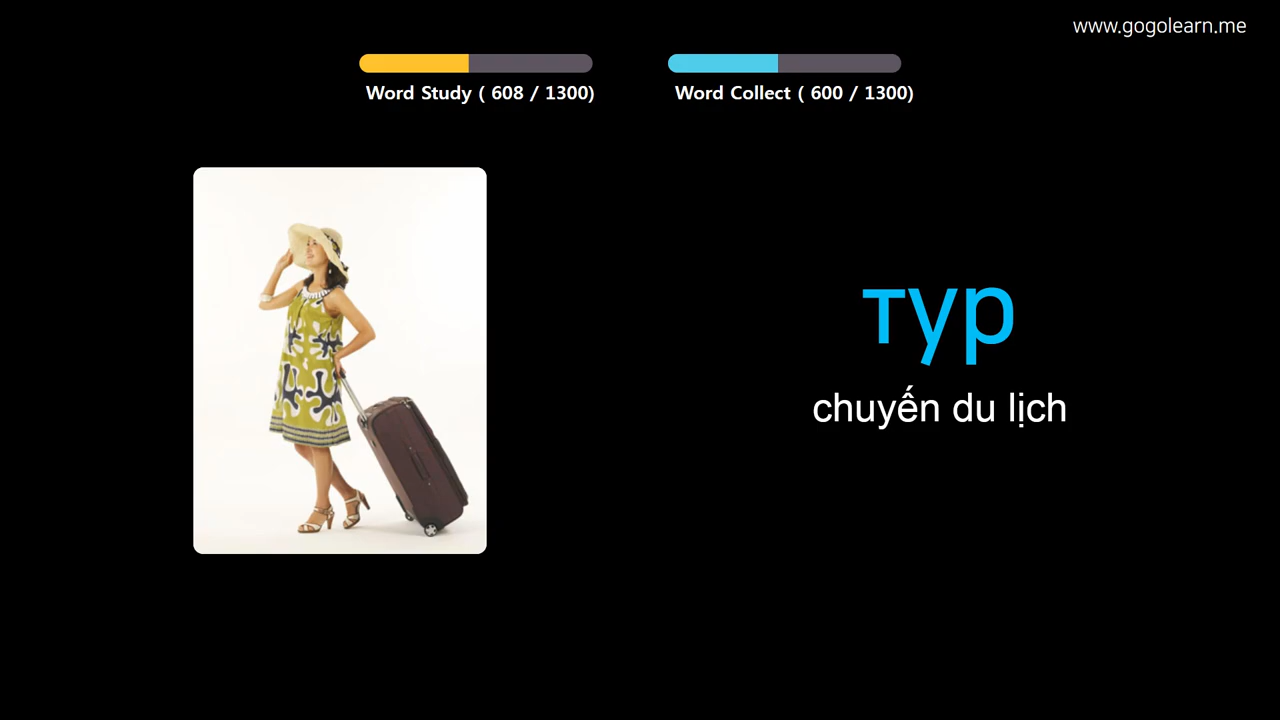 www.gogolearn.me
Word Study ( 608 / 1300)
Word Collect ( 600 / 1300)
тур
chuyến du lịch